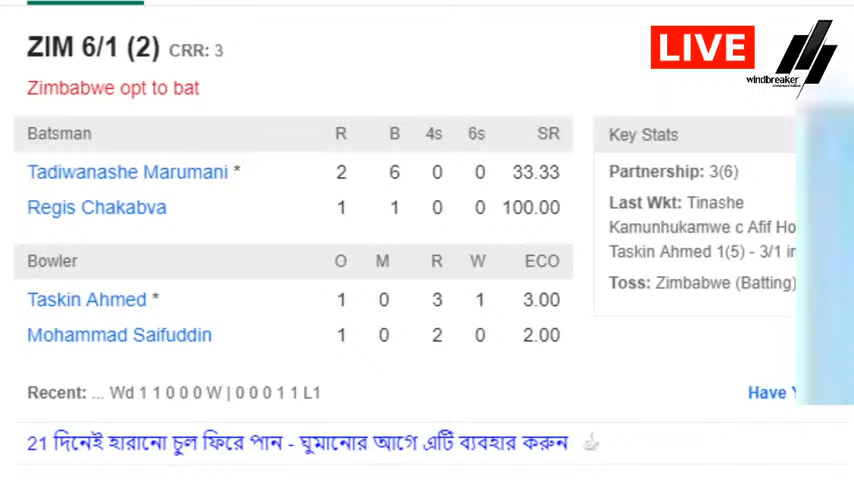 ZIM 6/1 (2) CRR: 3
LIVE
windbreaker
Zimbabwe opt to bat
Batsman R B 4s 6s SR
Tadiwanashe Marumani * 2 6 0 0 33.33
Regis Chakabva 1 1 0 0 100.00
Bowler O M R W ECO
Taskin Ahmed * 1 0 3 1 3.00
Mohammad Saifuddin 1 0 2 0 2.00
Key Stats
Partnership: 3(6)
Last Wkt: Tinashe
Kamunhukamwe c Afif Ho
Taskin Ahmed 1(5) - 3/1 in
Toss: Zimbabwe (Batting)
Recent: ... Wd 1 1 0 0 0 W | 0 0 0 1 1 L1
Have
21 দিনেই হারানো চুল ফিরে পান - ঘুমানোর আগে এটি ব্যবহার করুন